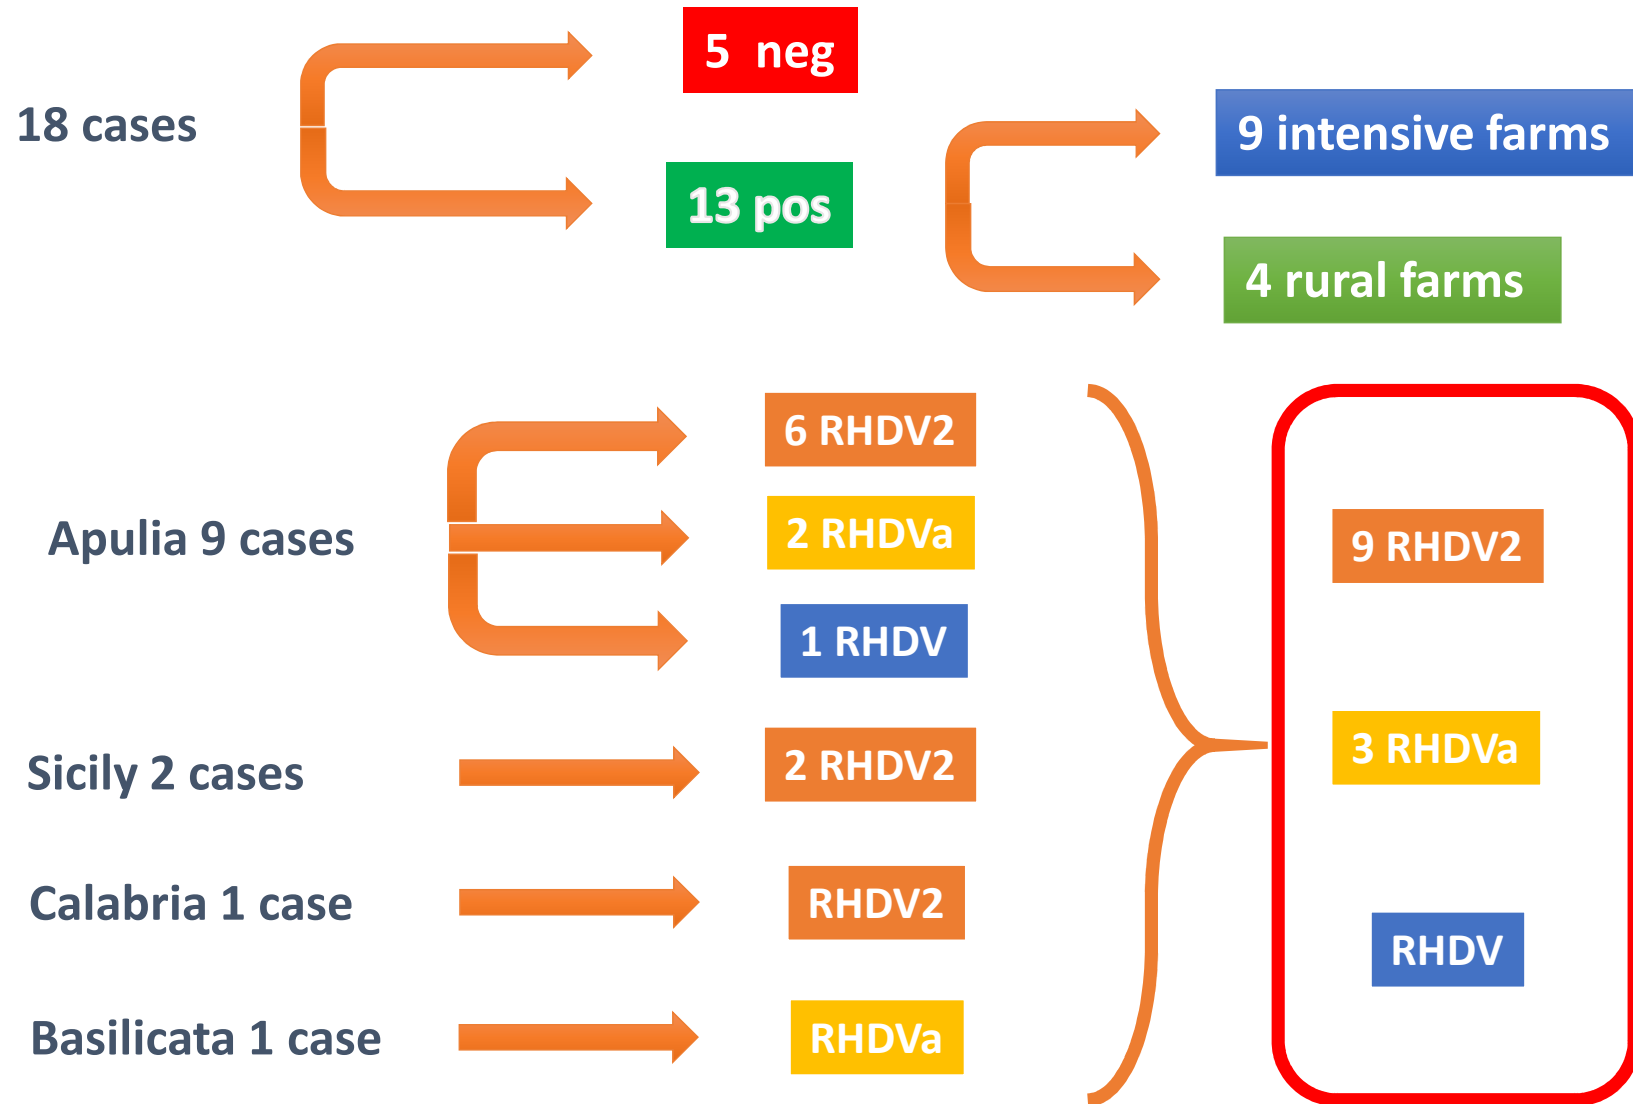 18 cases
5 neg
13 pos
9 intensive farms
4 rural farms
Apulia 9 cases
6 RHDV2
2 RHDVa
1 RHDV
Sicily 2 cases
2 RHDV2
Calabria 1 case
RHDV2
Basilicata 1 case
RHDVa
9 RHDV2
3 RHDVa
RHDV